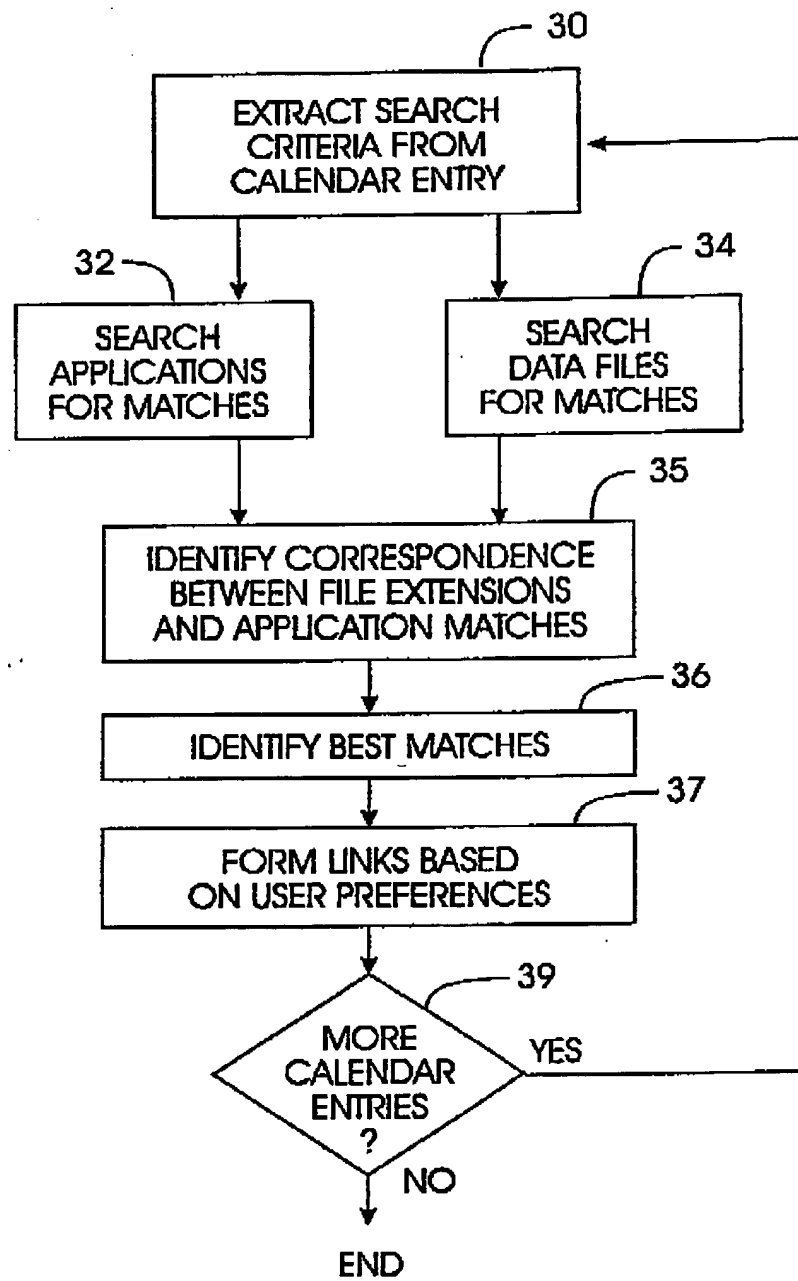 30
EXTRACT SEARCH
CRITERIA FROM
CALENDAR ENTRY
32
SEARCH
APPLICATIONS
FOR MATCHES
34
SEARCH
DATA FILES
FOR MATCHES
35
IDENTIFY CORRESPONDENCE
BETWEEN FILE EXTENSIONS
AND APPLICATION MATCHES
36
IDENTIFY BEST MATCHES
37
FORM LINKS BASED
ON USER PREFERENCES
39
MORE
CALENDAR
ENTRIES
?
YES
NO
END